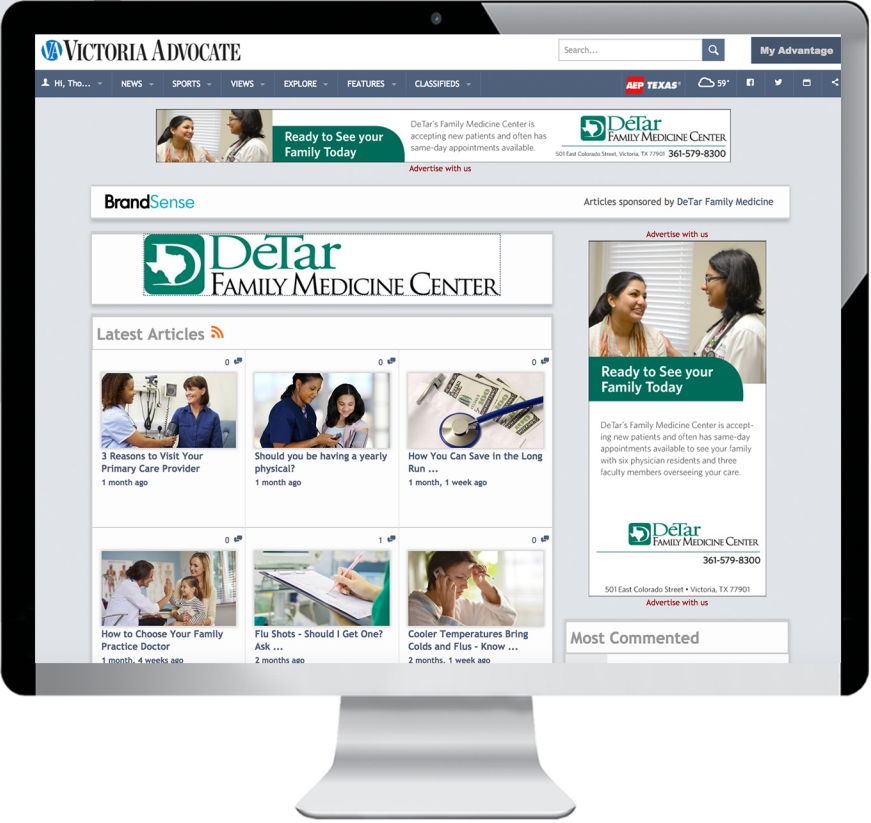 VA VICTORIA ADVOCATE
Search...
My Advantage
Hi, Tho...
NEWS
SPORTS
VIEWS
EXPLORE
FEATURES
CLASSIFIEDS
AEP TEXAS
59°
Ready to See your
Family Today
DeTar's Family Medicine Center is
accepting new patients and often has
same-day appointments available.
DéTar
FAMILY MEDICINE CENTER
501 East Colorado Street, Victoria, TX 77901 361-579-8300
Advertise with us
BrandSense
Articles sponsored by DeTar Family Medicine
DéTar
FAMILY MEDICINE CENTER
Latest Articles
0
0
0
3 Reasons to Visit Your
Primary Care Provider
1 month ago
Should you be having a yearly
physical?
1 month ago
How You Can Save in the Long
Run ...
1 month, 1 week ago
0
1
0
How to Choose Your Family
Practice Doctor
1 month, 4 weeks ago
Flu Shots - Should I Get One?
Ask ...
2 months ago
Cooler Temperatures Bring
Colds and Flus - Know ...
2 months, 1 week ago
Advertise with us
Ready to See your
Family Today
DeTar's Family Medicine Center is accept-
ing new patients and often has same-day
appointments available to see your family
with six physician residents and three
faculty members overseeing your care.
DéTar
FAMILY MEDICINE CENTER
361-579-8300
501 East Colorado Street • Victoria, TX 77901
Advertise with us
Most Commented